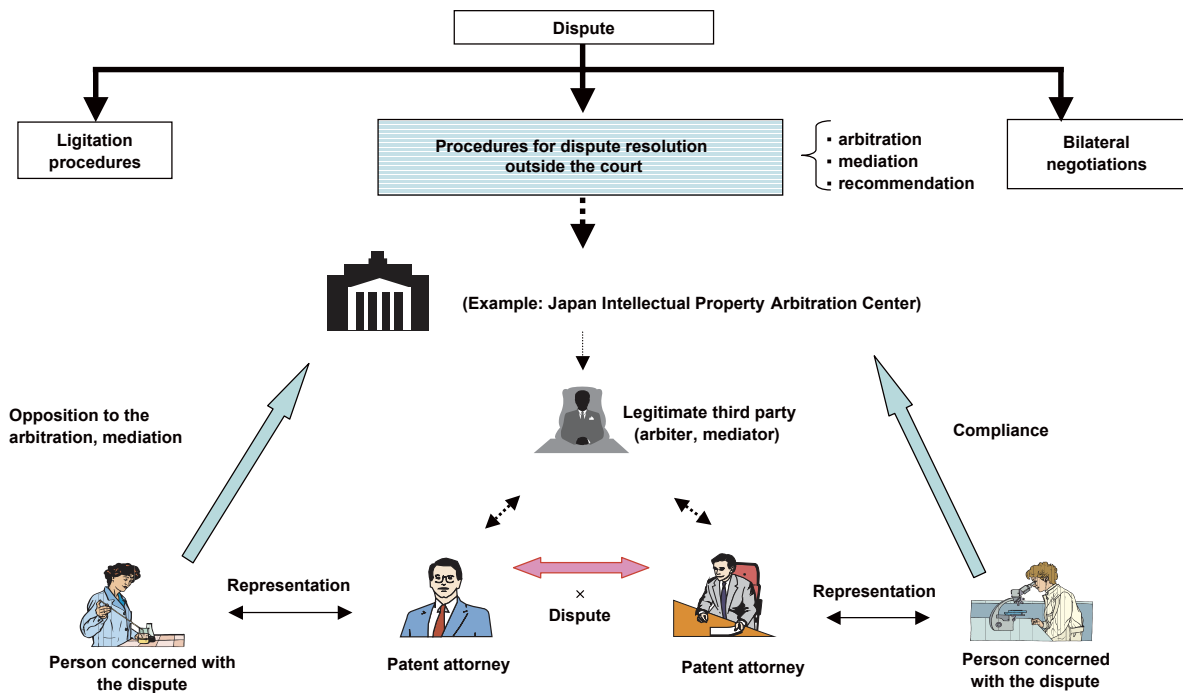 Dispute
Ligitation
procedures
Procedures for dispute resolution
outside the court
▪ arbitration
▪ mediation
▪ recommendation
Bilateral
negotiations
(Example: Japan Intellectual Property Arbitration Center)
Opposition to the
arbitration, mediation
Legitimate third party
(arbiter, mediator)
Compliance
Representation
×
Dispute
Representation
Person concerned with
the dispute
Patent attorney
Patent attorney
Person concerned
with the dispute